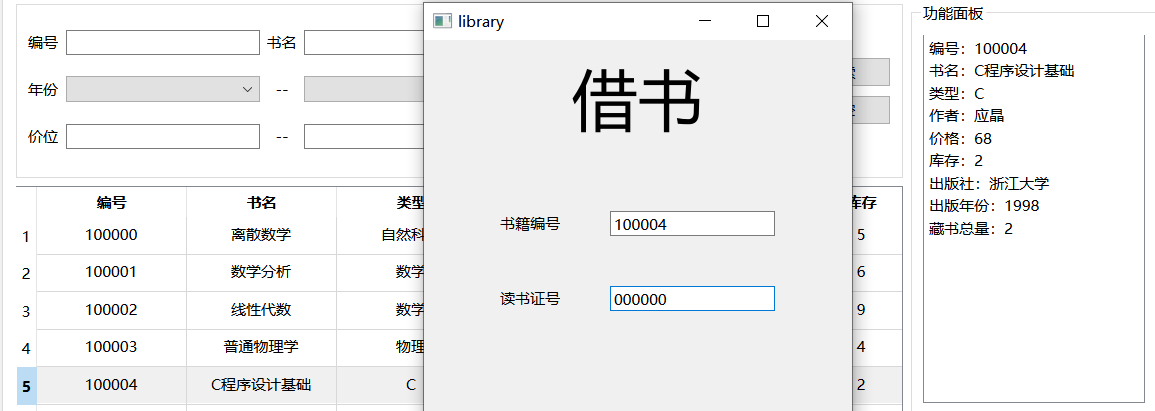 编号 书名
年份 --
价位 --
编号 书名 类型 库存
1 100000 离散数学 自然科 5
2 100001 数学分析 数学 6
3 100002 线性代数 数学 9
4 100003 普通物理学 物理 4
5 100004 C程序设计基础 C 2
library
借书
书籍编号 100004
读书证号 000000
功能面板
编号：100004
书名：C程序设计基础
类型：C
作者：应晶
价格：68
库存：2
出版社：浙江大学
出版年份：1998
藏书总量：2